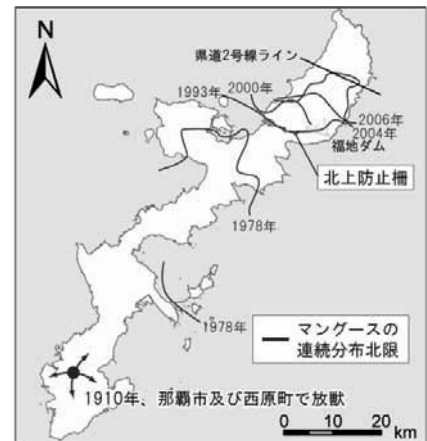 N
県道2号線ライン
2000年
1993年
2006年
2004年
福地ダム
北上防止柵
1978年
1978年
マングースの
連続分布北限
1910年、那覇市及び西原町で放獣
0 10 20
km